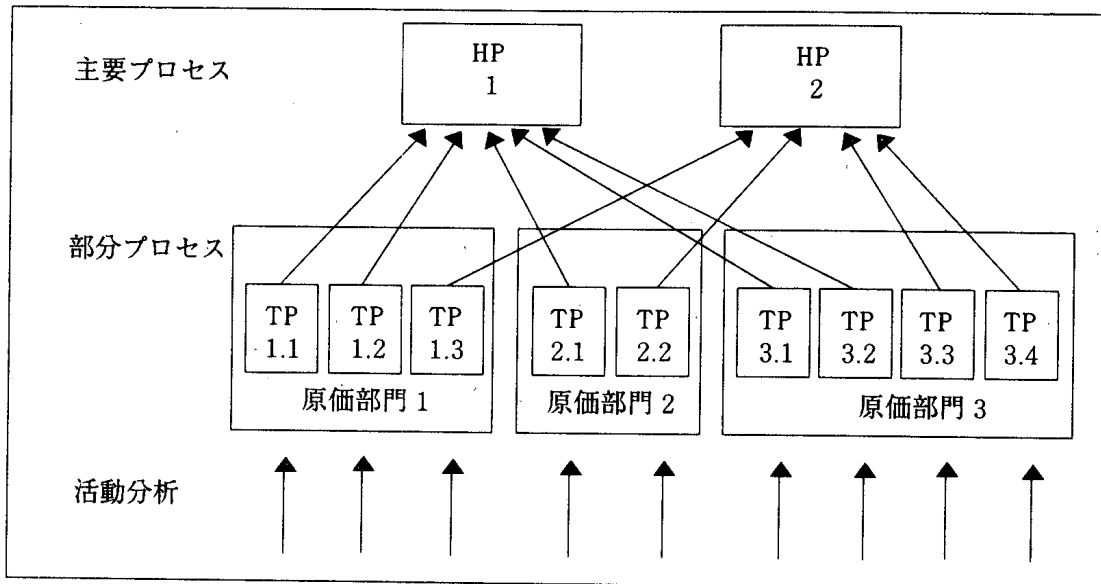 主要プロセス
HP
1
HP
2
部分プロセス
TP
1.1
TP
1.2
TP
1.3
原価部門 1
TP
2.1
TP
2.2
原価部門 2
TP
3.1
TP
3.2
TP
3.3
TP
3.4
原価部門 3
活動分析